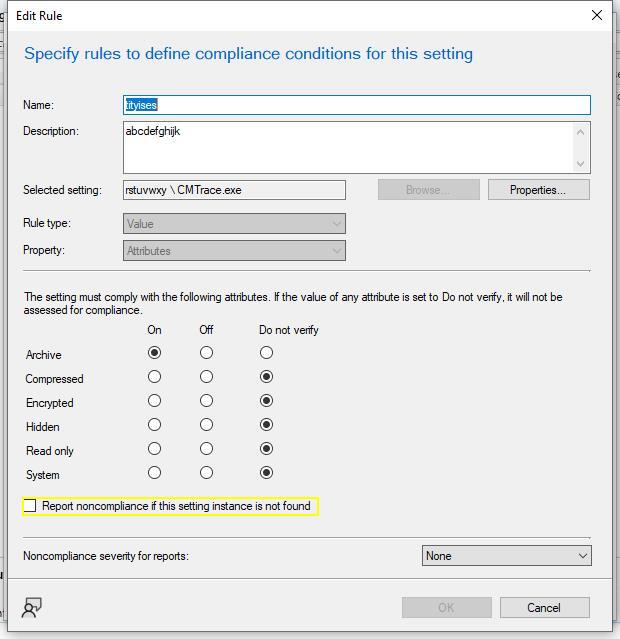 Edit Rule
Specify rules to define compliance conditions for this setting
Name:
tityises
Description:
abcdefghijk
Selected setting:
rstuvwxy \ CMTrace.exe
Browse...
Properties...
Rule type:
Value
Property:
Attributes
The setting must comply with the following attributes. If the value of any attribute is set to Do not verify, it will not be
assessed for compliance.
On Off Do not verify
Archive
Compressed
Encrypted
Hidden
Read only
System
Report noncompliance if this setting instance is not found
Noncompliance severity for reports:
None
OK
Cancel